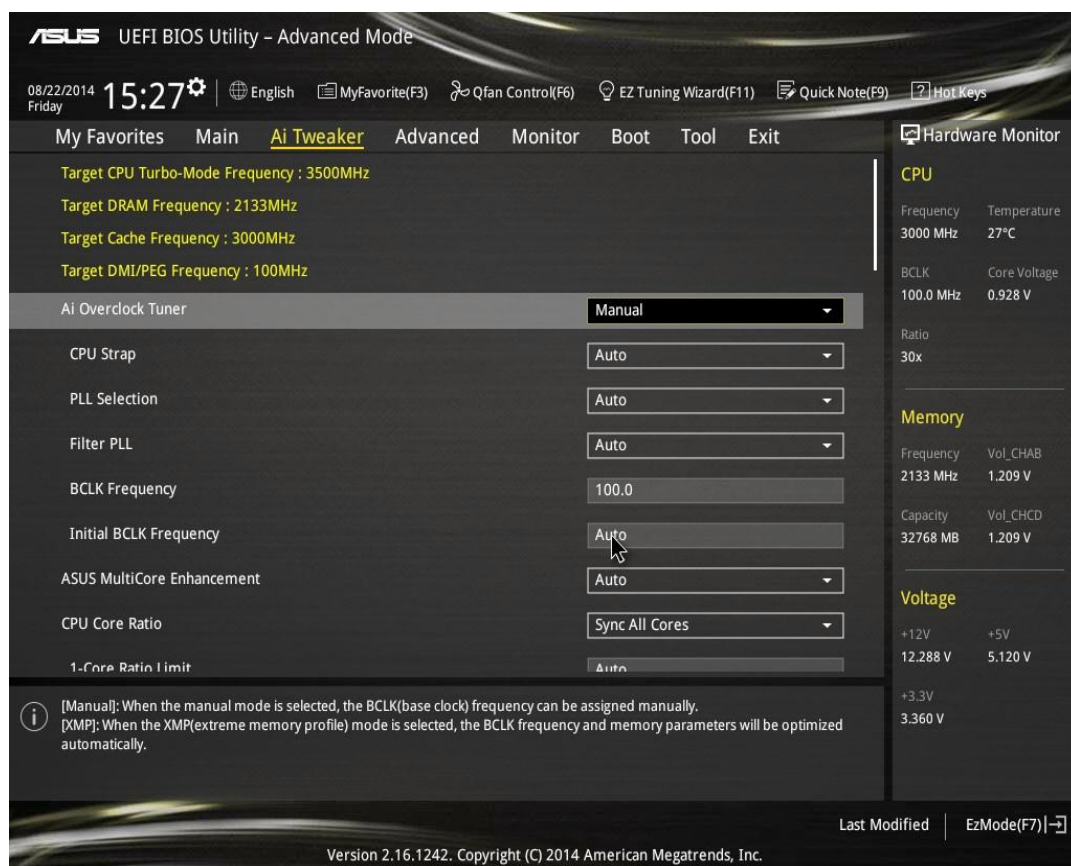 ASUS UEFI BIOS Utility – Advanced Mode
08/22/2014
Friday
15:27
English MyFavorite(F3) Qfan Control(F6) EZ Tuning Wizard(F11) Quick Note(F9) ? Hot Keys
My Favorites Main Ai Tweaker Advanced Monitor Boot Tool Exit
Target CPU Turbo-Mode Frequency : 3500MHz
Target DRAM Frequency : 2133MHz
Target Cache Frequency : 3000MHz
Target DMI/PEG Frequency : 100MHz
Ai Overclock Tuner Manual
CPU Strap Auto
PLL Selection Auto
Filter PLL Auto
BCLK Frequency 100.0
Initial BCLK Frequency Auto
ASUS MultiCore Enhancement Auto
CPU Core Ratio Sync All Cores
1-Core Ratio Limit Auto
[Manual]: When the manual mode is selected, the BCLK(base clock) frequency can be assigned manually.
[XMP]: When the XMP(extreme memory profile) mode is selected, the BCLK frequency and memory parameters will be optimized
automatically.
Hardware Monitor
CPU
Frequency Temperature
3000 MHz 27°C
BCLK Core Voltage
100.0 MHz 0.928 V
Ratio
30x
Memory
Frequency Vol_CHAB
2133 MHz 1.209 V
Capacity Vol_CHCD
32768 MB 1.209 V
Voltage
+12V +5V
12.288 V 5.120 V
+3.3V
3.360 V
Last Modified EzMode(F7)
Version 2.16.1242. Copyright (C) 2014 American Megatrends, Inc.